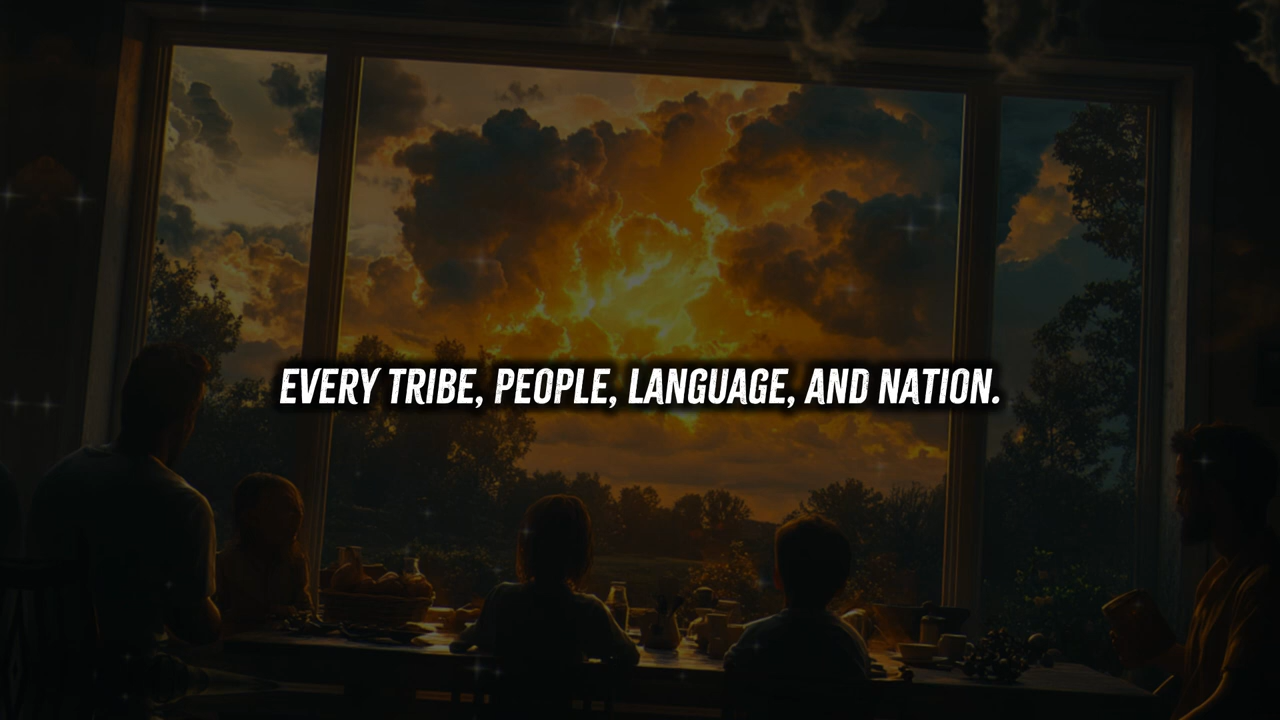 EVERY TRIBE, PEOPLE, LANGUAGE, AND NATION.